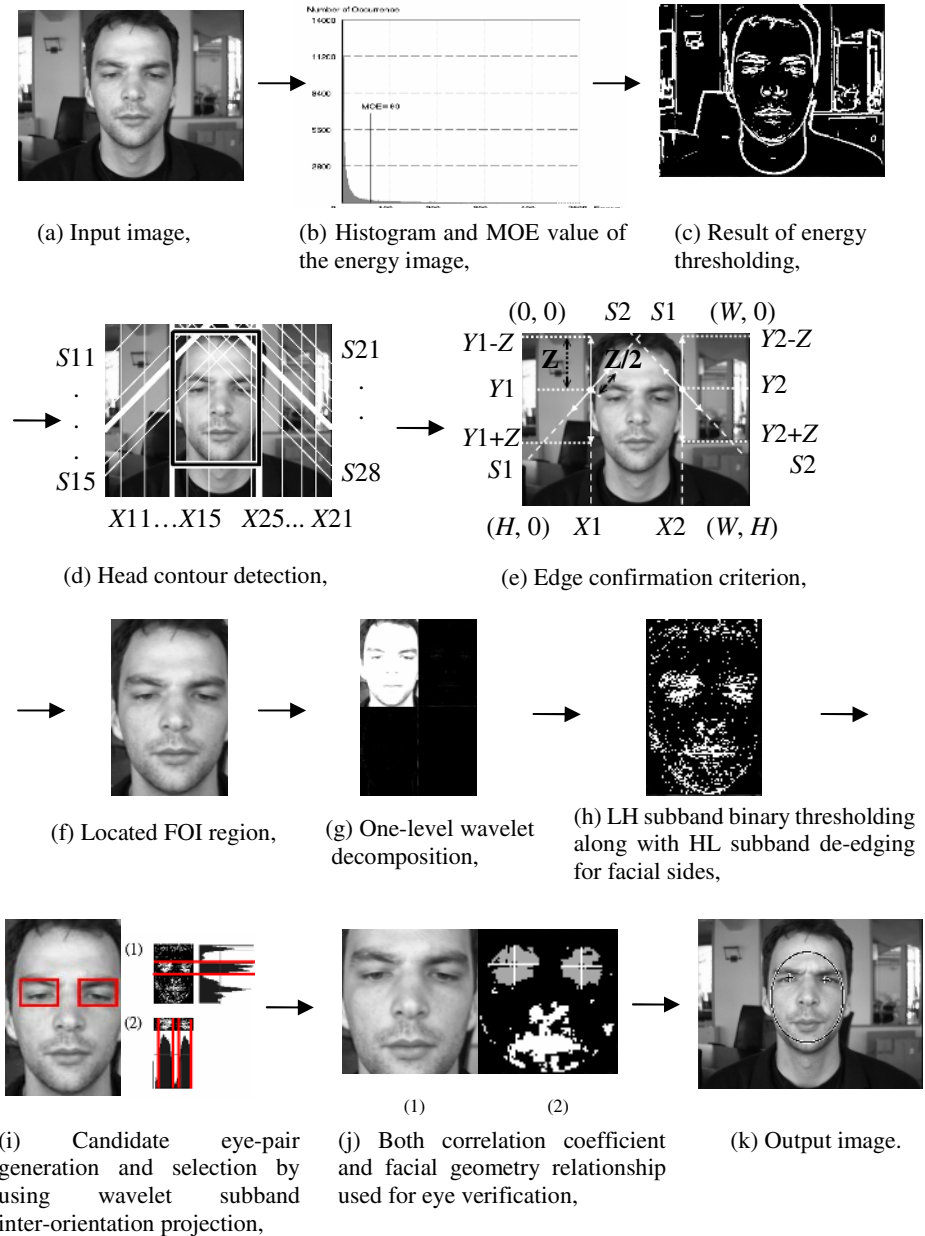 Number of Occurrence
14000
11200
8400
MOE= 60
5600
2800
(a) Input image,
(b) Histogram and MOE value of
the energy image,
(c) Result of energy
thresholding,
S11
.
.
.
S15
S21
.
.
S28
X11…X15 X25... X21
(0, 0) S2 S1 (W, 0)
Y1-Z
Z
Z/2
Y2-Z
Y1
Y2
Y1+Z
Y2+Z
S1
S2
(H, 0) X1 X2 (W, H)
(d) Head contour detection,
(e) Edge confirmation criterion,
(f) Located FOI region,
(g) One-level wavelet
decomposition,
(h) LH subband binary thresholding
along with HL subband de-edging
for facial sides,
(1)
(2)
(1) (2)
(i) Candidate eye-pair
generation and selection by
using wavelet subband
inter-orientation projection,
(j) Both correlation coefficient
and facial geometry relationship
used for eye verification,
(k) Output image.